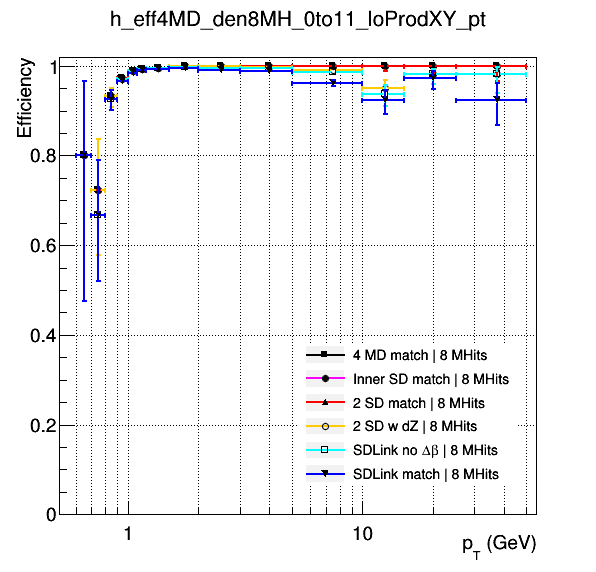 h_eff4MD_den8MH_0to11_loProdXY_pt
Efficiency
1
0.8
0.6
0.4
0.2
0
4 MD match | 8 MHits
Inner SD match | 8 MHits
2 SD match | 8 MHits
2 SD w dZ | 8 MHits
SDLink no Δβ | 8 MHits
SDLink match | 8 MHits
1
10
p_T (GeV)